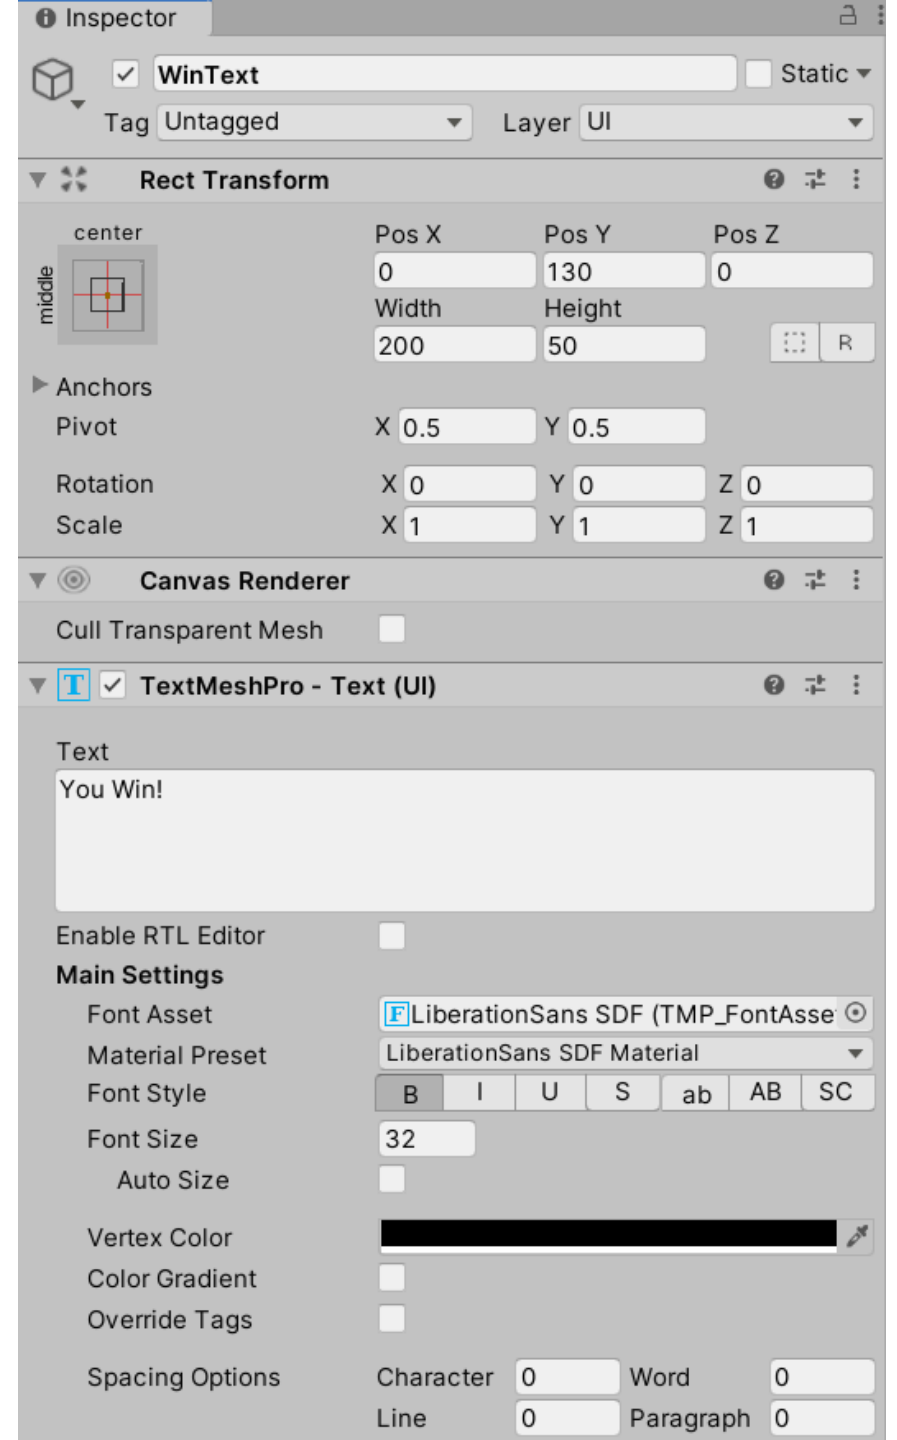 Inspector
WinText
Static
Tag Untagged Layer UI
Rect Transform
center
middle
Pos X Pos Y Pos Z
0 130 0
Width Height
200 50
R
Anchors
Pivot X 0.5 Y 0.5
Rotation X 0 Y 0 Z 0
Scale X 1 Y 1 Z 1
Canvas Renderer
Cull Transparent Mesh
T TextMeshPro - Text (UI)
Text
You Win!
Enable RTL Editor
Main Settings
Font Asset F LiberationSans SDF (TMP_FontAsse
Material Preset LiberationSans SDF Material
Font Style B I U S ab AB SC
Font Size 32
Auto Size
Vertex Color
Color Gradient
Override Tags
Spacing Options Character 0 Word 0
Line 0 Paragraph 0